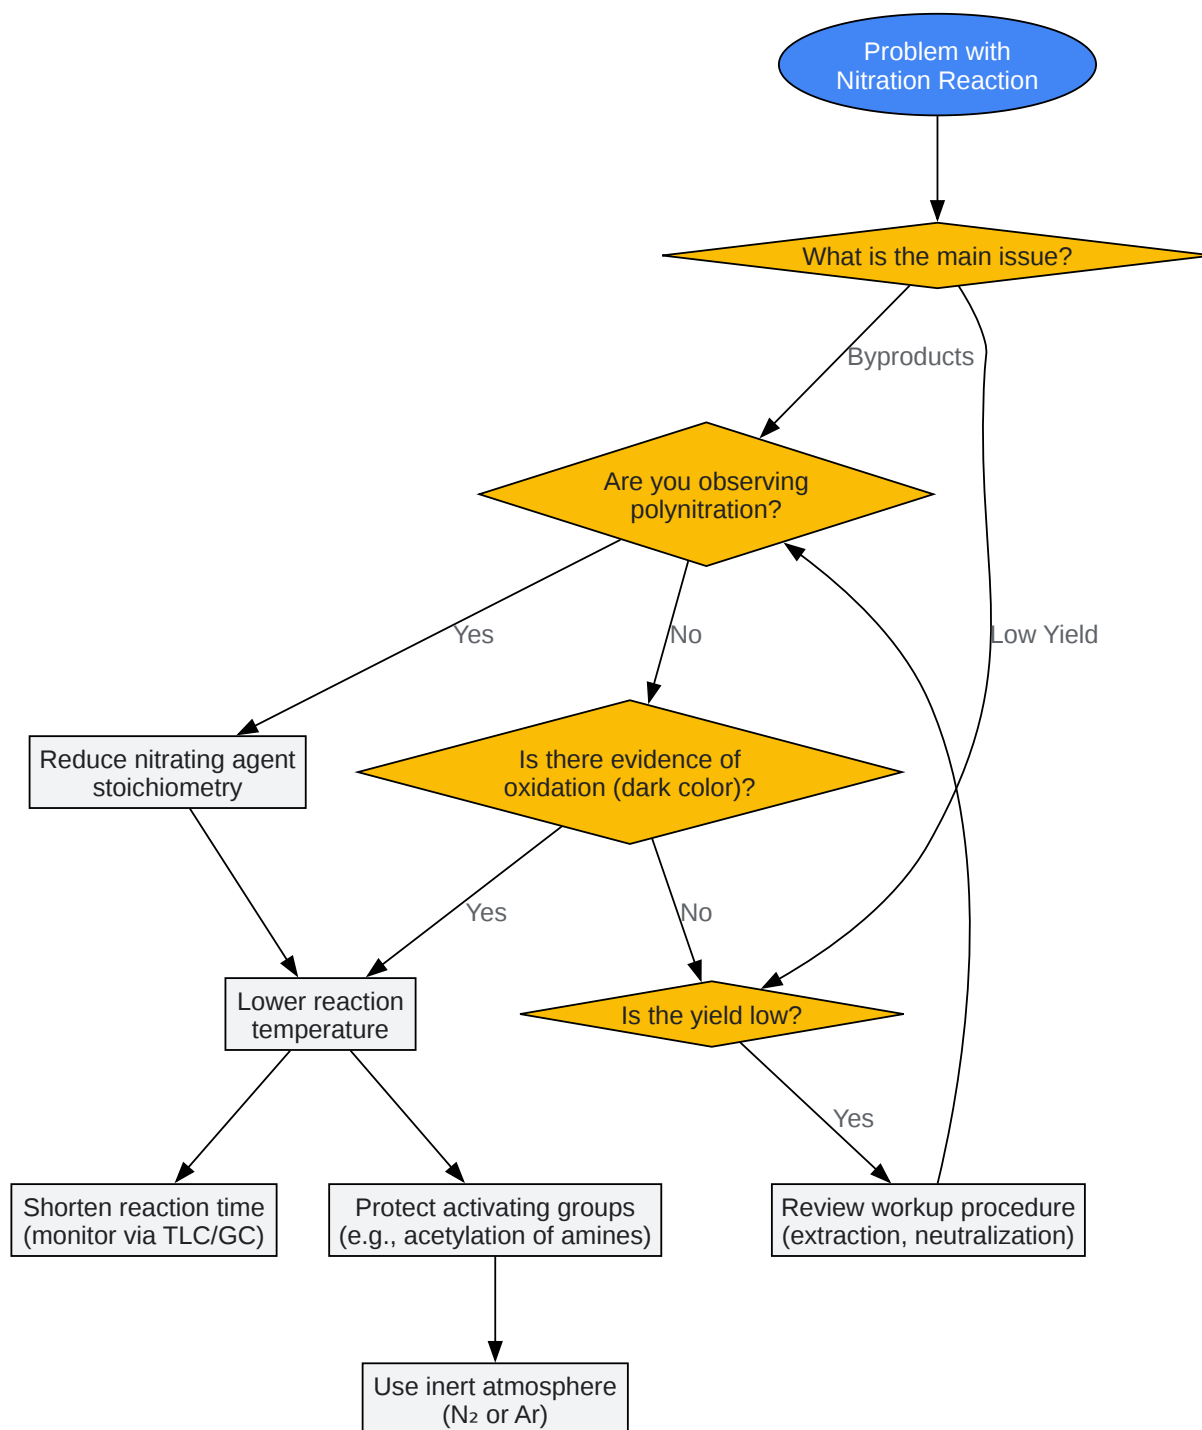 Problem with
Nitration Reaction
What is the main issue?
Byproducts
Are you observing
polynitration?
Yes
No
Low Yield
Reduce nitrating agent
stoichiometry
Is there evidence of
oxidation (dark color)?
Yes
No
Lower reaction
temperature
Is the yield low?
Yes
Shorten reaction time
(monitor via TLC/GC)
Protect activating groups
(e.g., acetylation of amines)
Review workup procedure
(extraction, neutralization)
Use inert atmosphere
(N₂ or Ar)